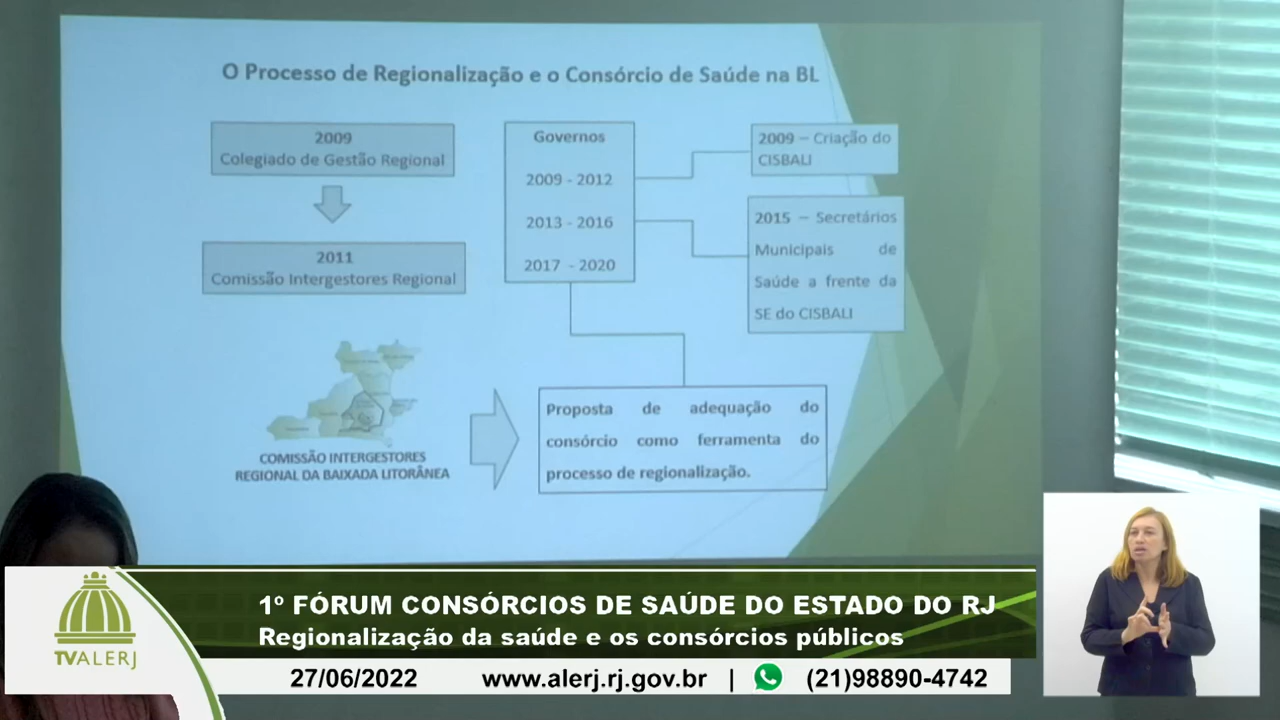 O Processo de Regionalização e o Consórcio de Saúde na BL
2009
Colegiado de Gestão Regional
2011
Comissão Intergestores Regional
Governos
2009 - 2012
2013 - 2016
2017 - 2020
2009 – Criação do
CISBALI
2015 – Secretários
Municipais de
Saúde a frente da
SE do CISBALI
COMISSÃO INTERGESTORES
REGIONAL DA BAIXADA LITORÂNEA
Proposta de adequação do
consórcio como ferramenta do
processo de regionalização.
TVALERJ
1º FÓRUM CONSÓRCIOS DE SAÚDE DO ESTADO DO RJ
Regionalização da saúde e os consórcios públicos
27/06/2022 www.alerj.rj.gov.br | (21)98890-4742